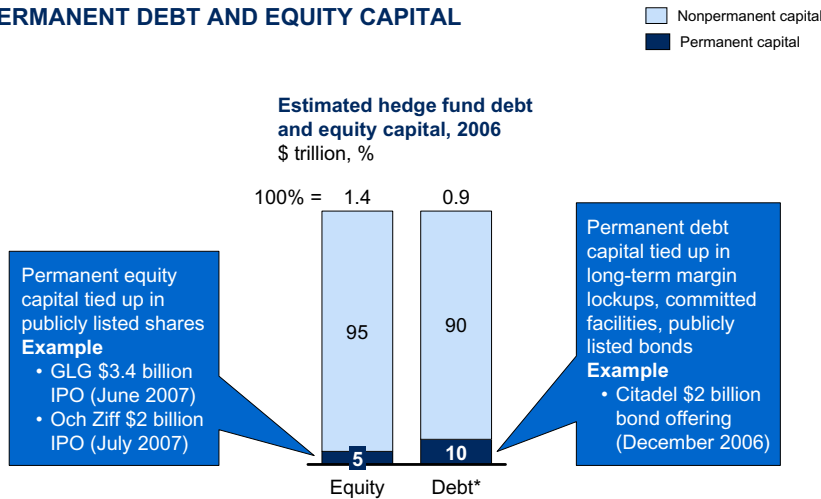 ERMANENT DEBT AND EQUITY CAPITAL
Nonpermanent capital
Permanent capital
Estimated hedge fund debt
and equity capital, 2006
$ trillion, %
100% = 1.4 0.9
Permanent equity
capital tied up in
publicly listed shares
Example
• GLG $3.4 billion
IPO (June 2007)
• Och Ziff $2 billion
IPO (July 2007)
95 90
5 10
Equity Debt*
Permanent debt
capital tied up in
long-term margin
lockups, committed
facilities, publicly
listed bonds
Example
• Citadel $2 billion
bond offering
(December 2006)